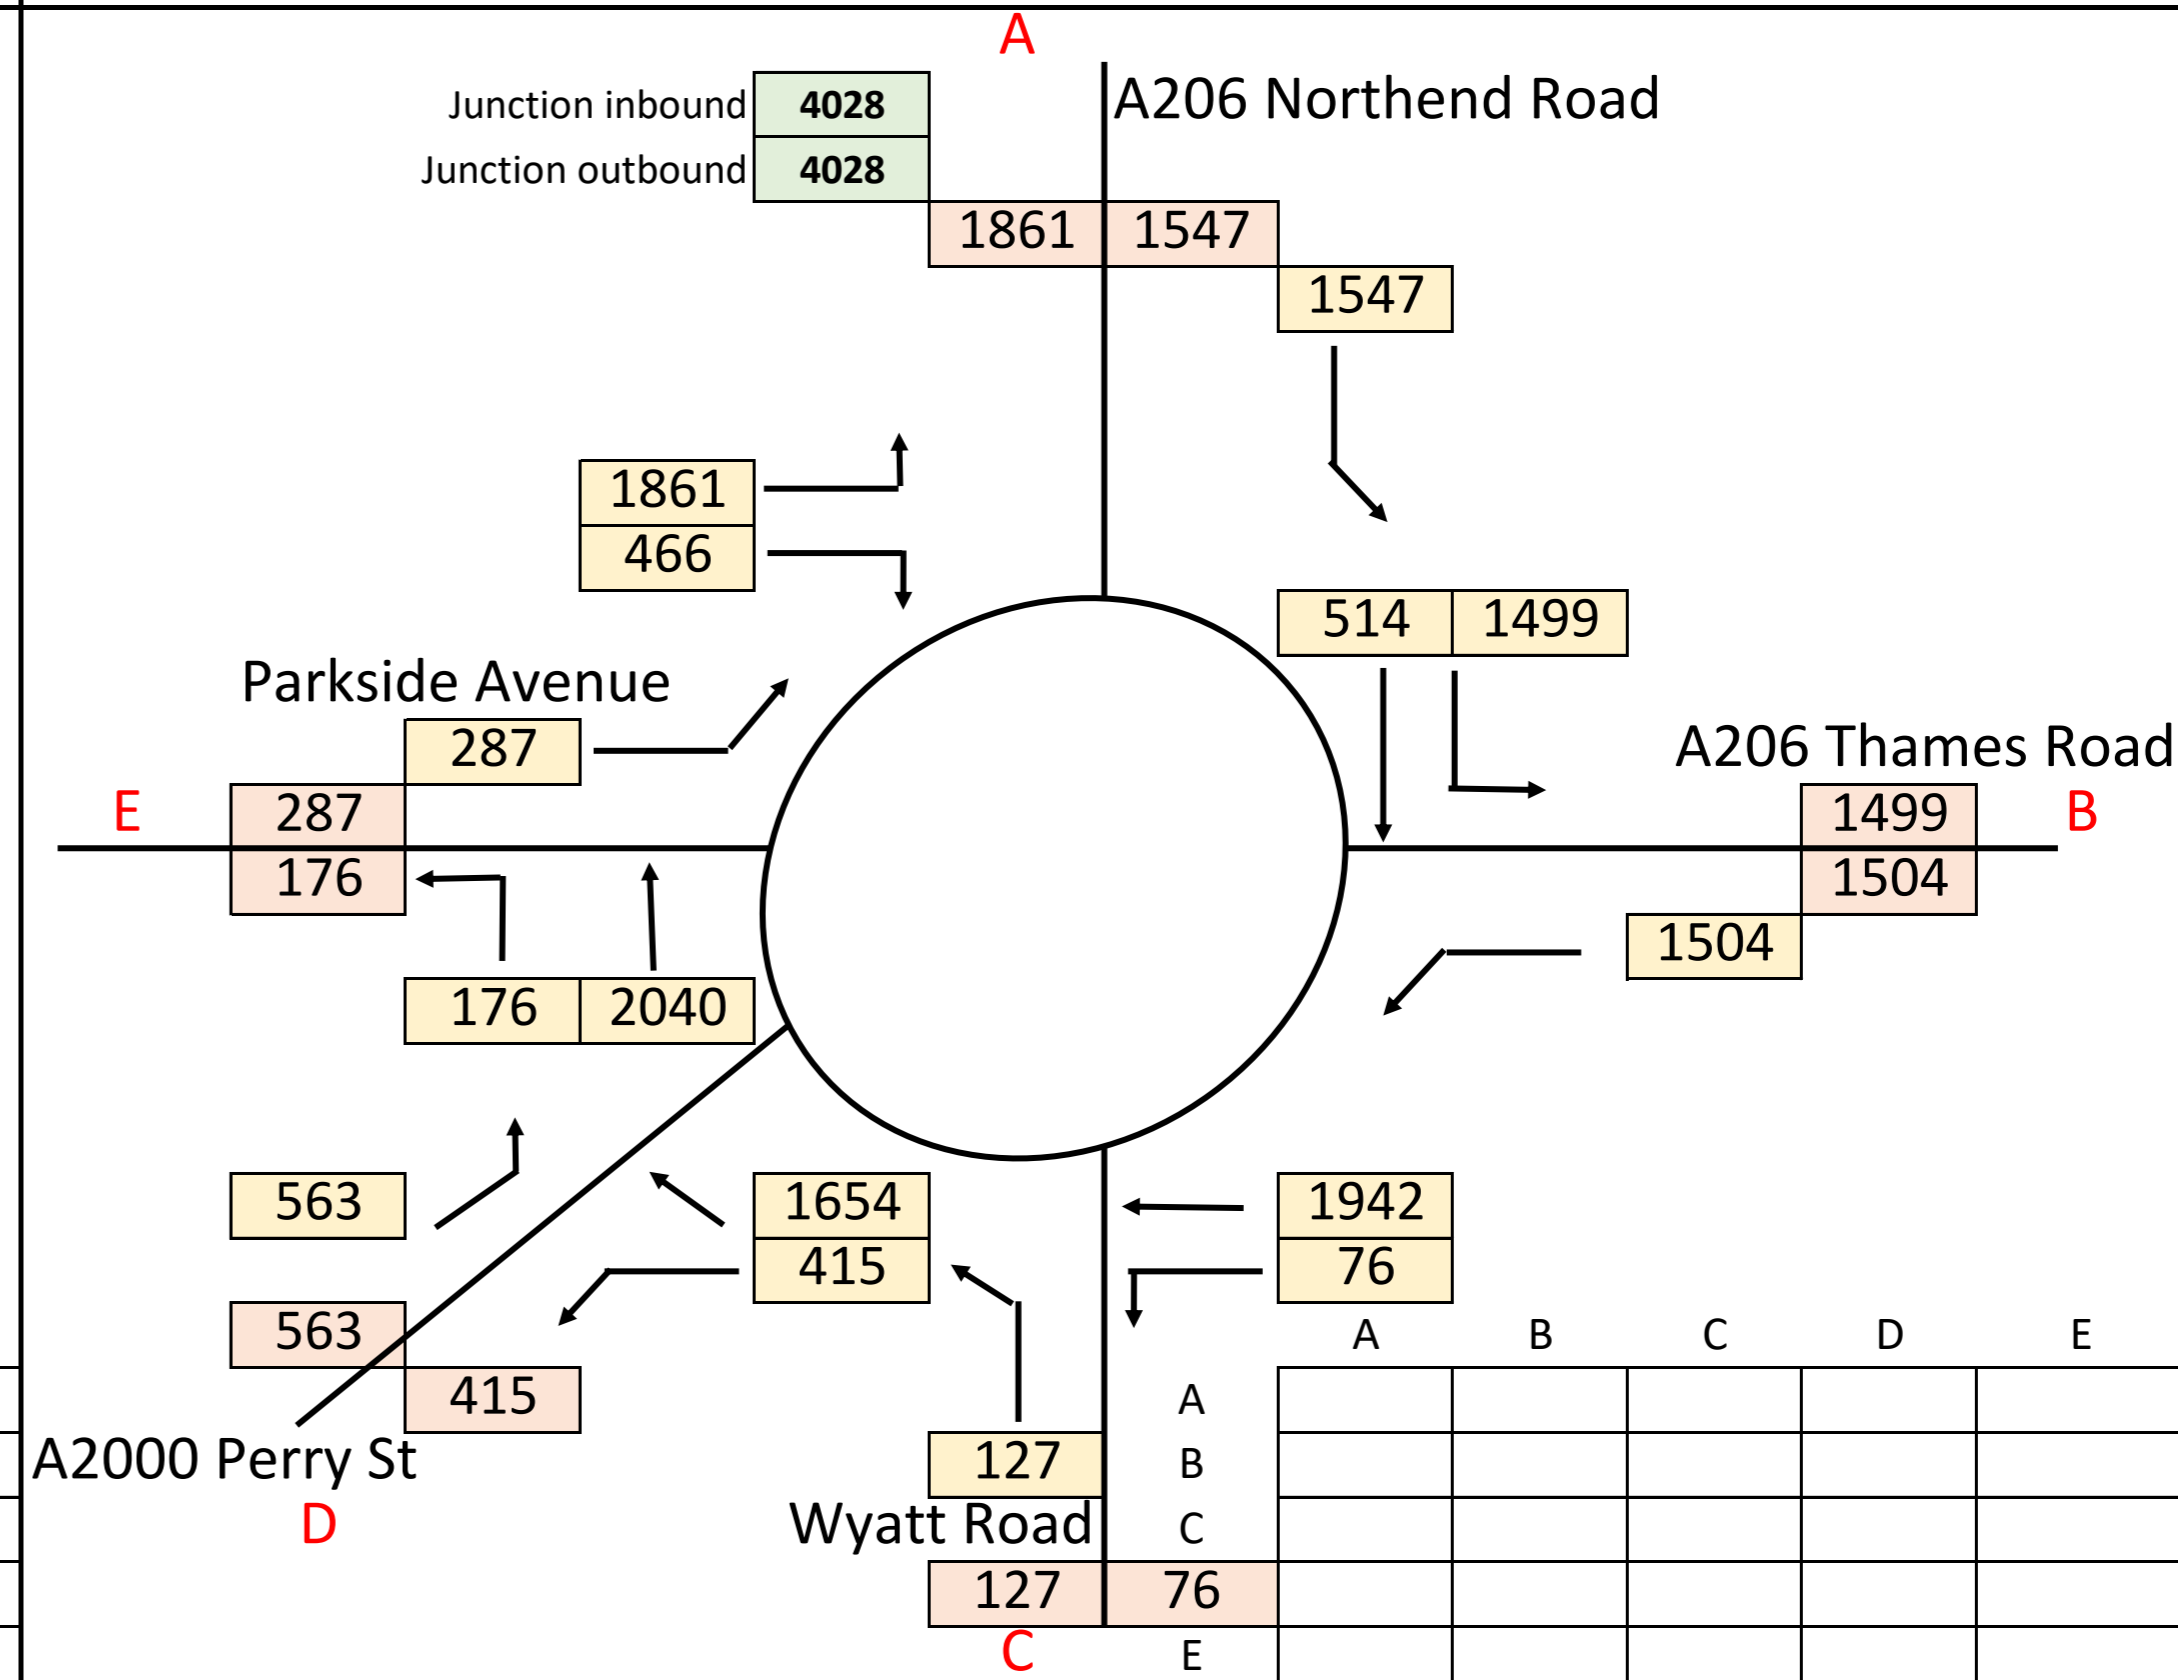 A
Junction inbound 4028 A206 Northend Road
Junction outbound 4028
1861 1547
1547
1861
466
514 1499
Parkside Avenue
287 A206 Thames Road
E 287 1499 B
176 1504
1504
176 2040
563 1654 1942
415 76
563 A B C D E
415 A
A2000 Perry St 127 B
D Wyatt Road C
127 76
C E